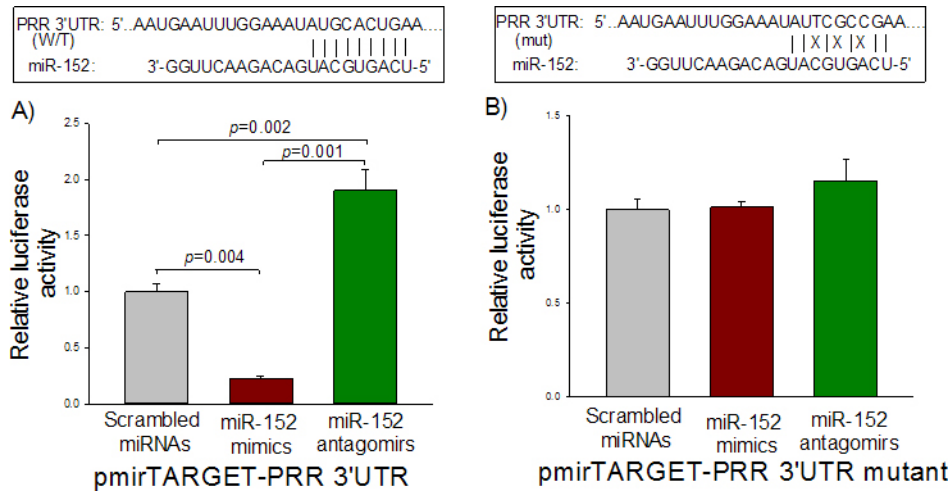 PRR 3'UTR: 5'..AAUGAAUUUGGAAAUAUGCACUGAA....
(W/T)
miR-152: 3'-GGUUCAAGACAGUACGUGACU-5'
PRR 3'UTR: 5'..AAUGAAUUUGGAAAUAUTCGCCGAA....
(mut)
X X X
miR-152: 3'-GGUUCAAGACAGUACGUGACU-5'
A)
Relative luciferase
activity
2.5
2.0
1.5
1.0
0.5
0.0
p=0.002
p=0.001
p=0.004
Scrambled
miRNAs
miR-152
mimics
miR-152
antagomirs
pmirTARGET-PRR 3'UTR
B)
Relative luciferase
activity
1.5
1.0
0.5
0.0
Scrambled
miRNAs
miR-152
mimics
miR-152
antagomirs
pmirTARGET-PRR 3'UTR mutant